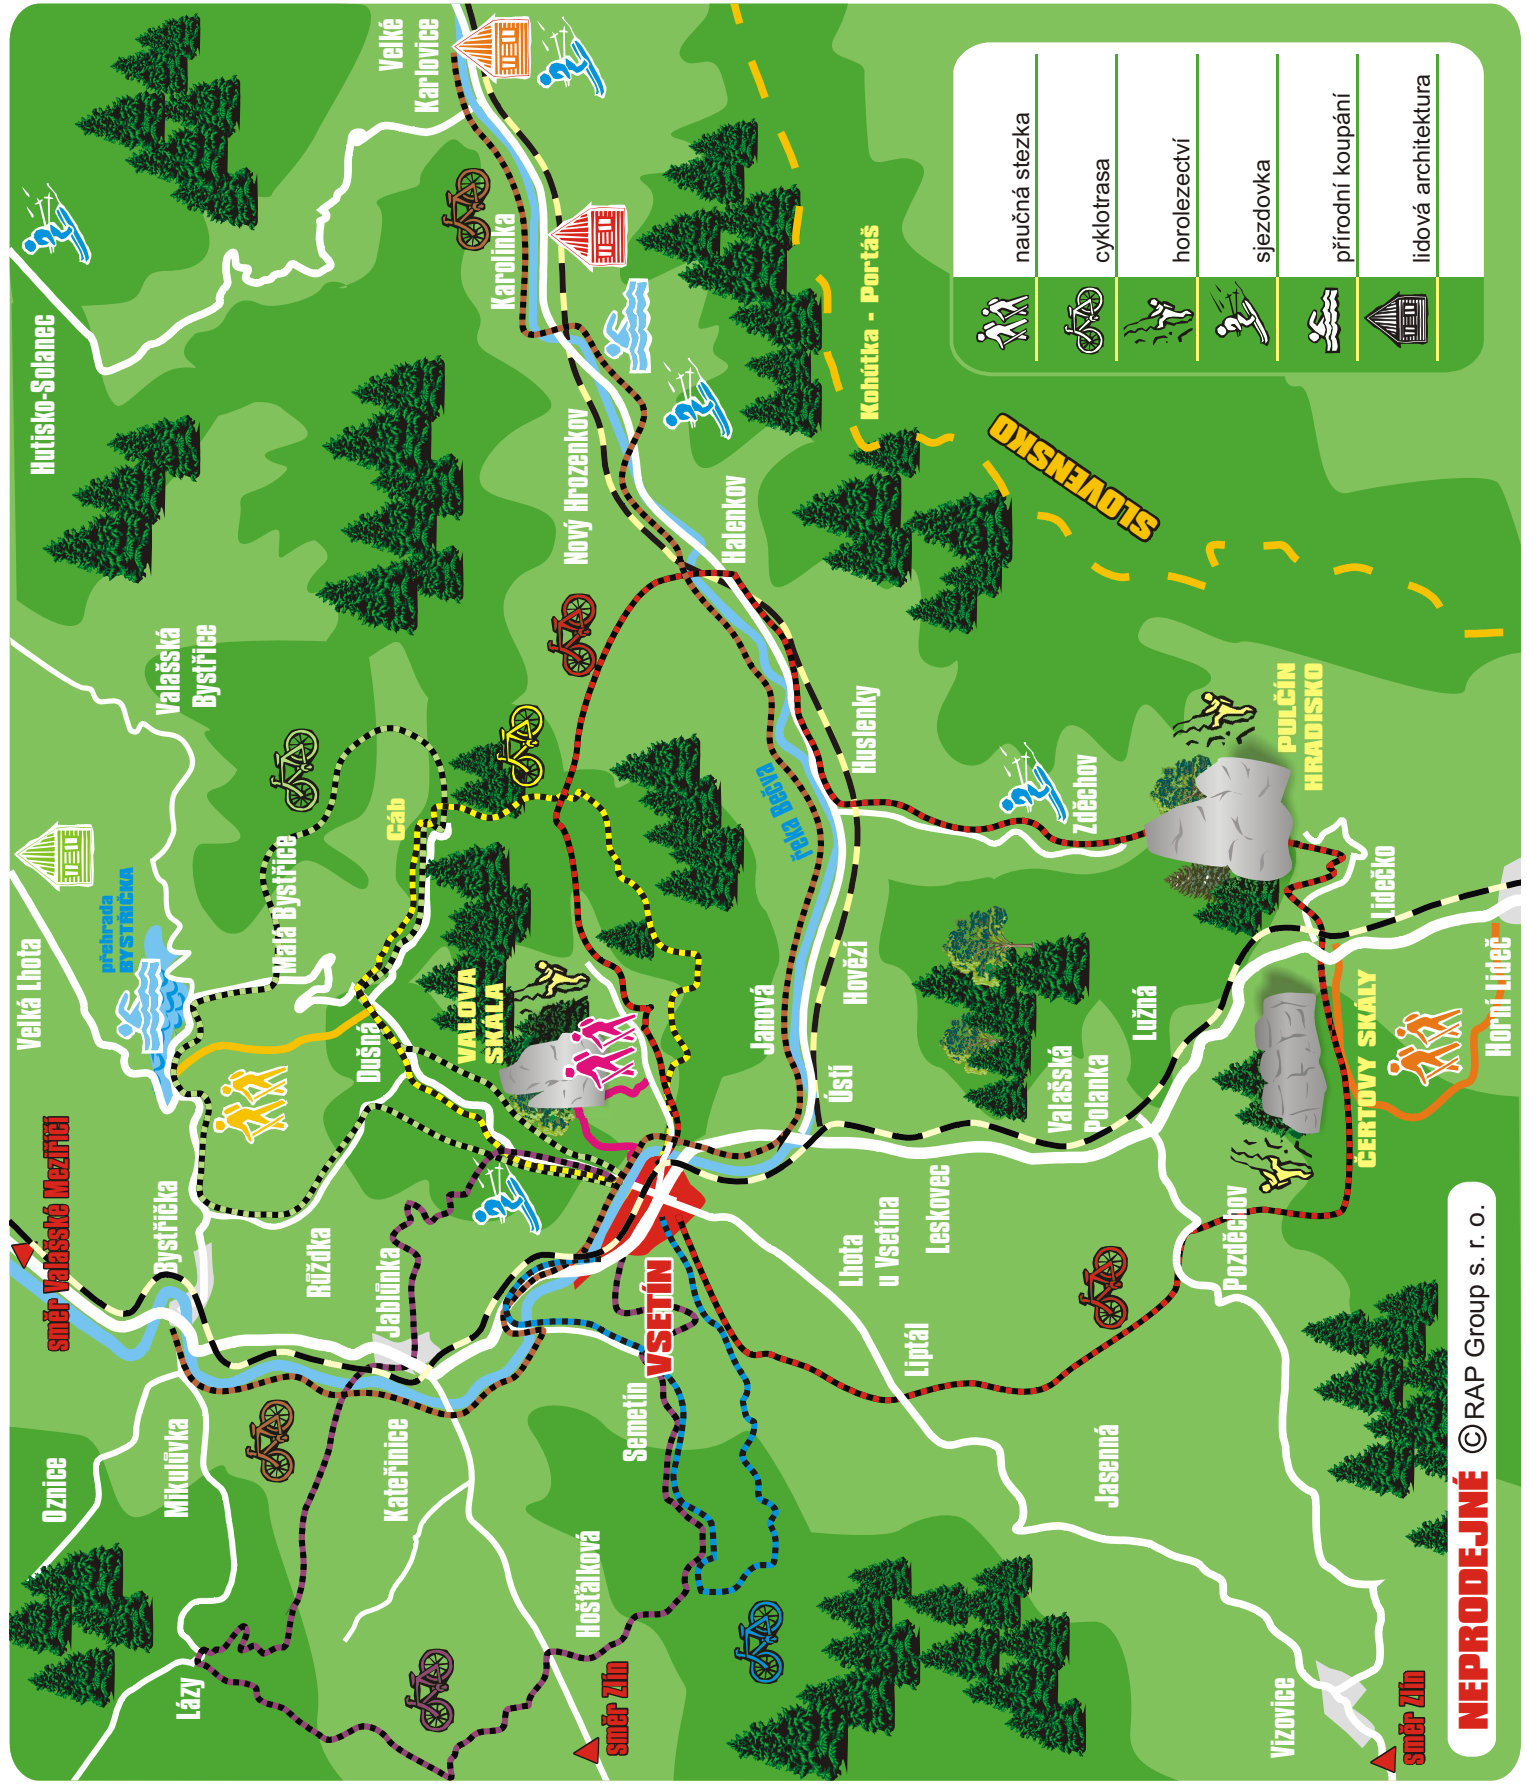 směr Valašské Meziříčí
Velká Lhota
Valašská
Bystřice
Hutisko-Solanec
Velké
Karlovice
přehrada
BYSTŘIČKA
Oznice
Mikulůvka
Bystřička
Malá Bystřice
Lázy
Růždka
Dušná
Cáb
Kateřinice
Jablůnka
VALOVA
SKÁLA
Karolinka
Nový Hrozenkov
Hošťálková
Semetín
VSETÍN
směr Zlín
Janová
řeka Bečva
Halenkov
Ústí
Hovězí
Huslenky
Kohútka - Portáš
Lhota
u Vsetína
Leskovec
Liptál
Valašská
Polanka
Lužná
Zděchov
SLOVENSKO
Jasenná
Pozděchov
PULČÍN
HRADISKO
ČERTOVY SKÁLY
Lidečko
Horní Lideč
Vizovice
směr Zlín
naučná stezka
cyklotrasa
horolezectví
sjezdovka
přírodní koupání
lidová architektura
NEPRODEJNÉ © RAP Group s. r. o.